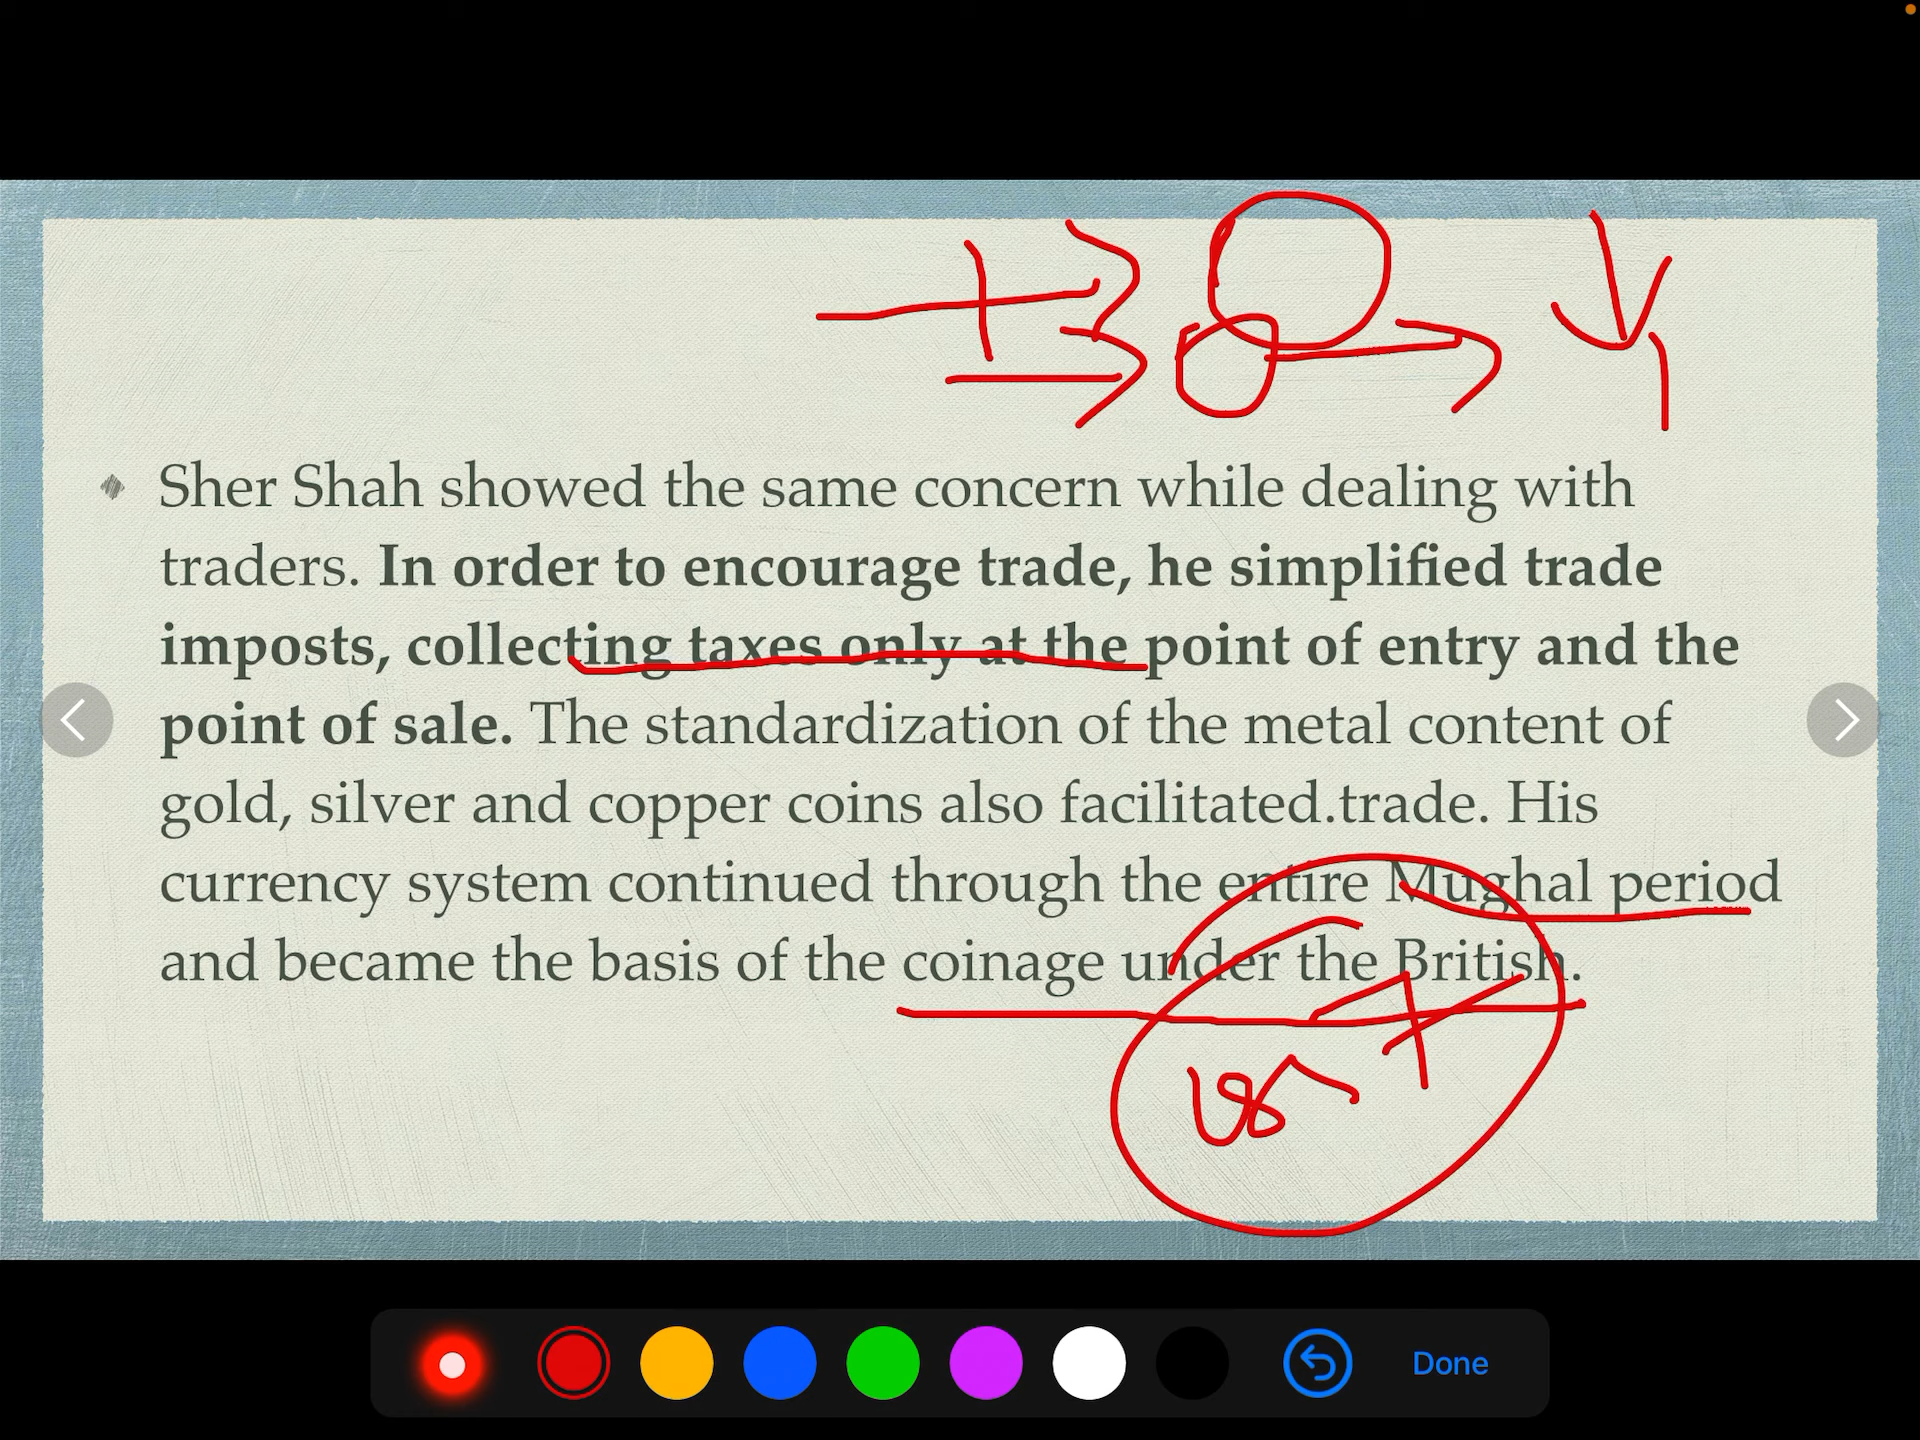 Sher Shah showed the same concern while dealing with
traders. In order to encourage trade, he simplified trade
imposts, collecting taxes only at the point of entry and the
point of sale. The standardization of the metal content of
gold, silver and copper coins also facilitated.trade. His
currency system continued through the entire Mughal period
and became the basis of the coinage under the British.
Done